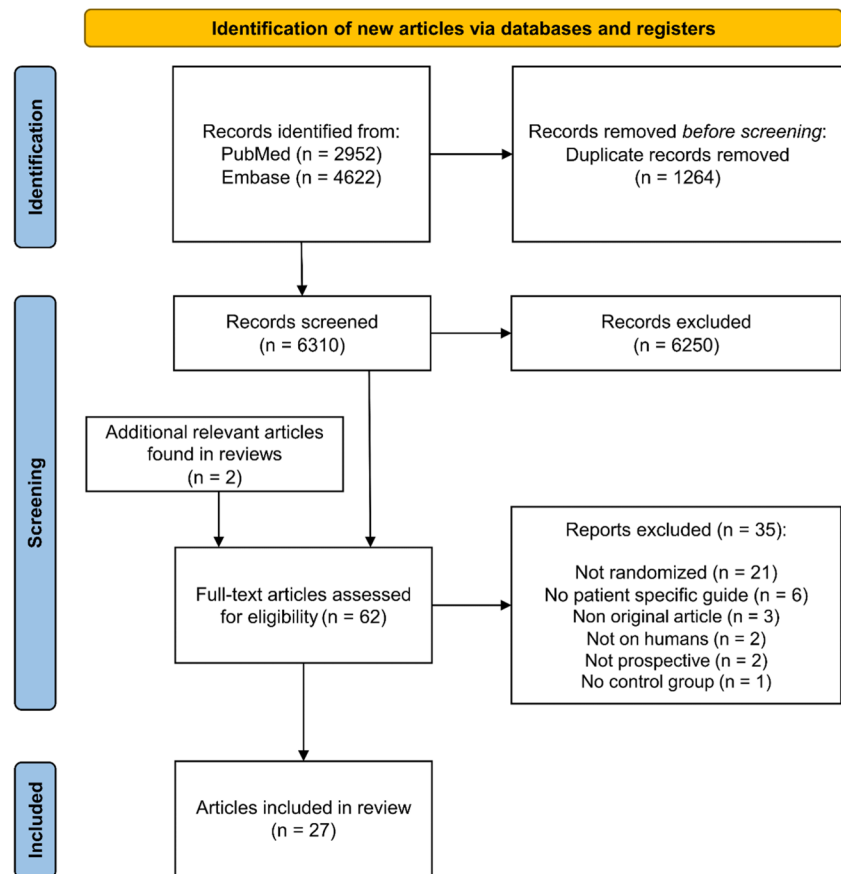 Identification of new articles via databases and registers
Identification
Records identified from:
PubMed (n = 2952)
Embase (n = 4622)
Records removed before screening:
Duplicate records removed
(n = 1264)
Screening
Records screened
(n = 6310)
Records excluded
(n = 6250)
Additional relevant articles
found in reviews
(n = 2)
Full-text articles assessed
for eligibility (n = 62)
Reports excluded (n = 35):
Not randomized (n = 21)
No patient specific guide (n = 6)
Non original article (n = 3)
Not on humans (n = 2)
Not prospective (n = 2)
No control group (n = 1)
Included
Articles included in review
(n = 27)